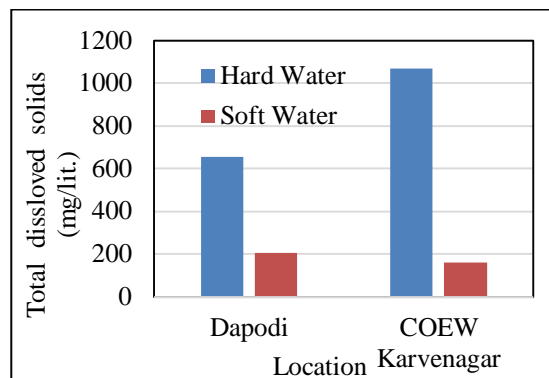 Total dissloved solids
(mg/lit.)
1200
1000
800
600
400
200
0
Hard Water
Soft Water
Dapodi
COEW
Karvenagar
Location